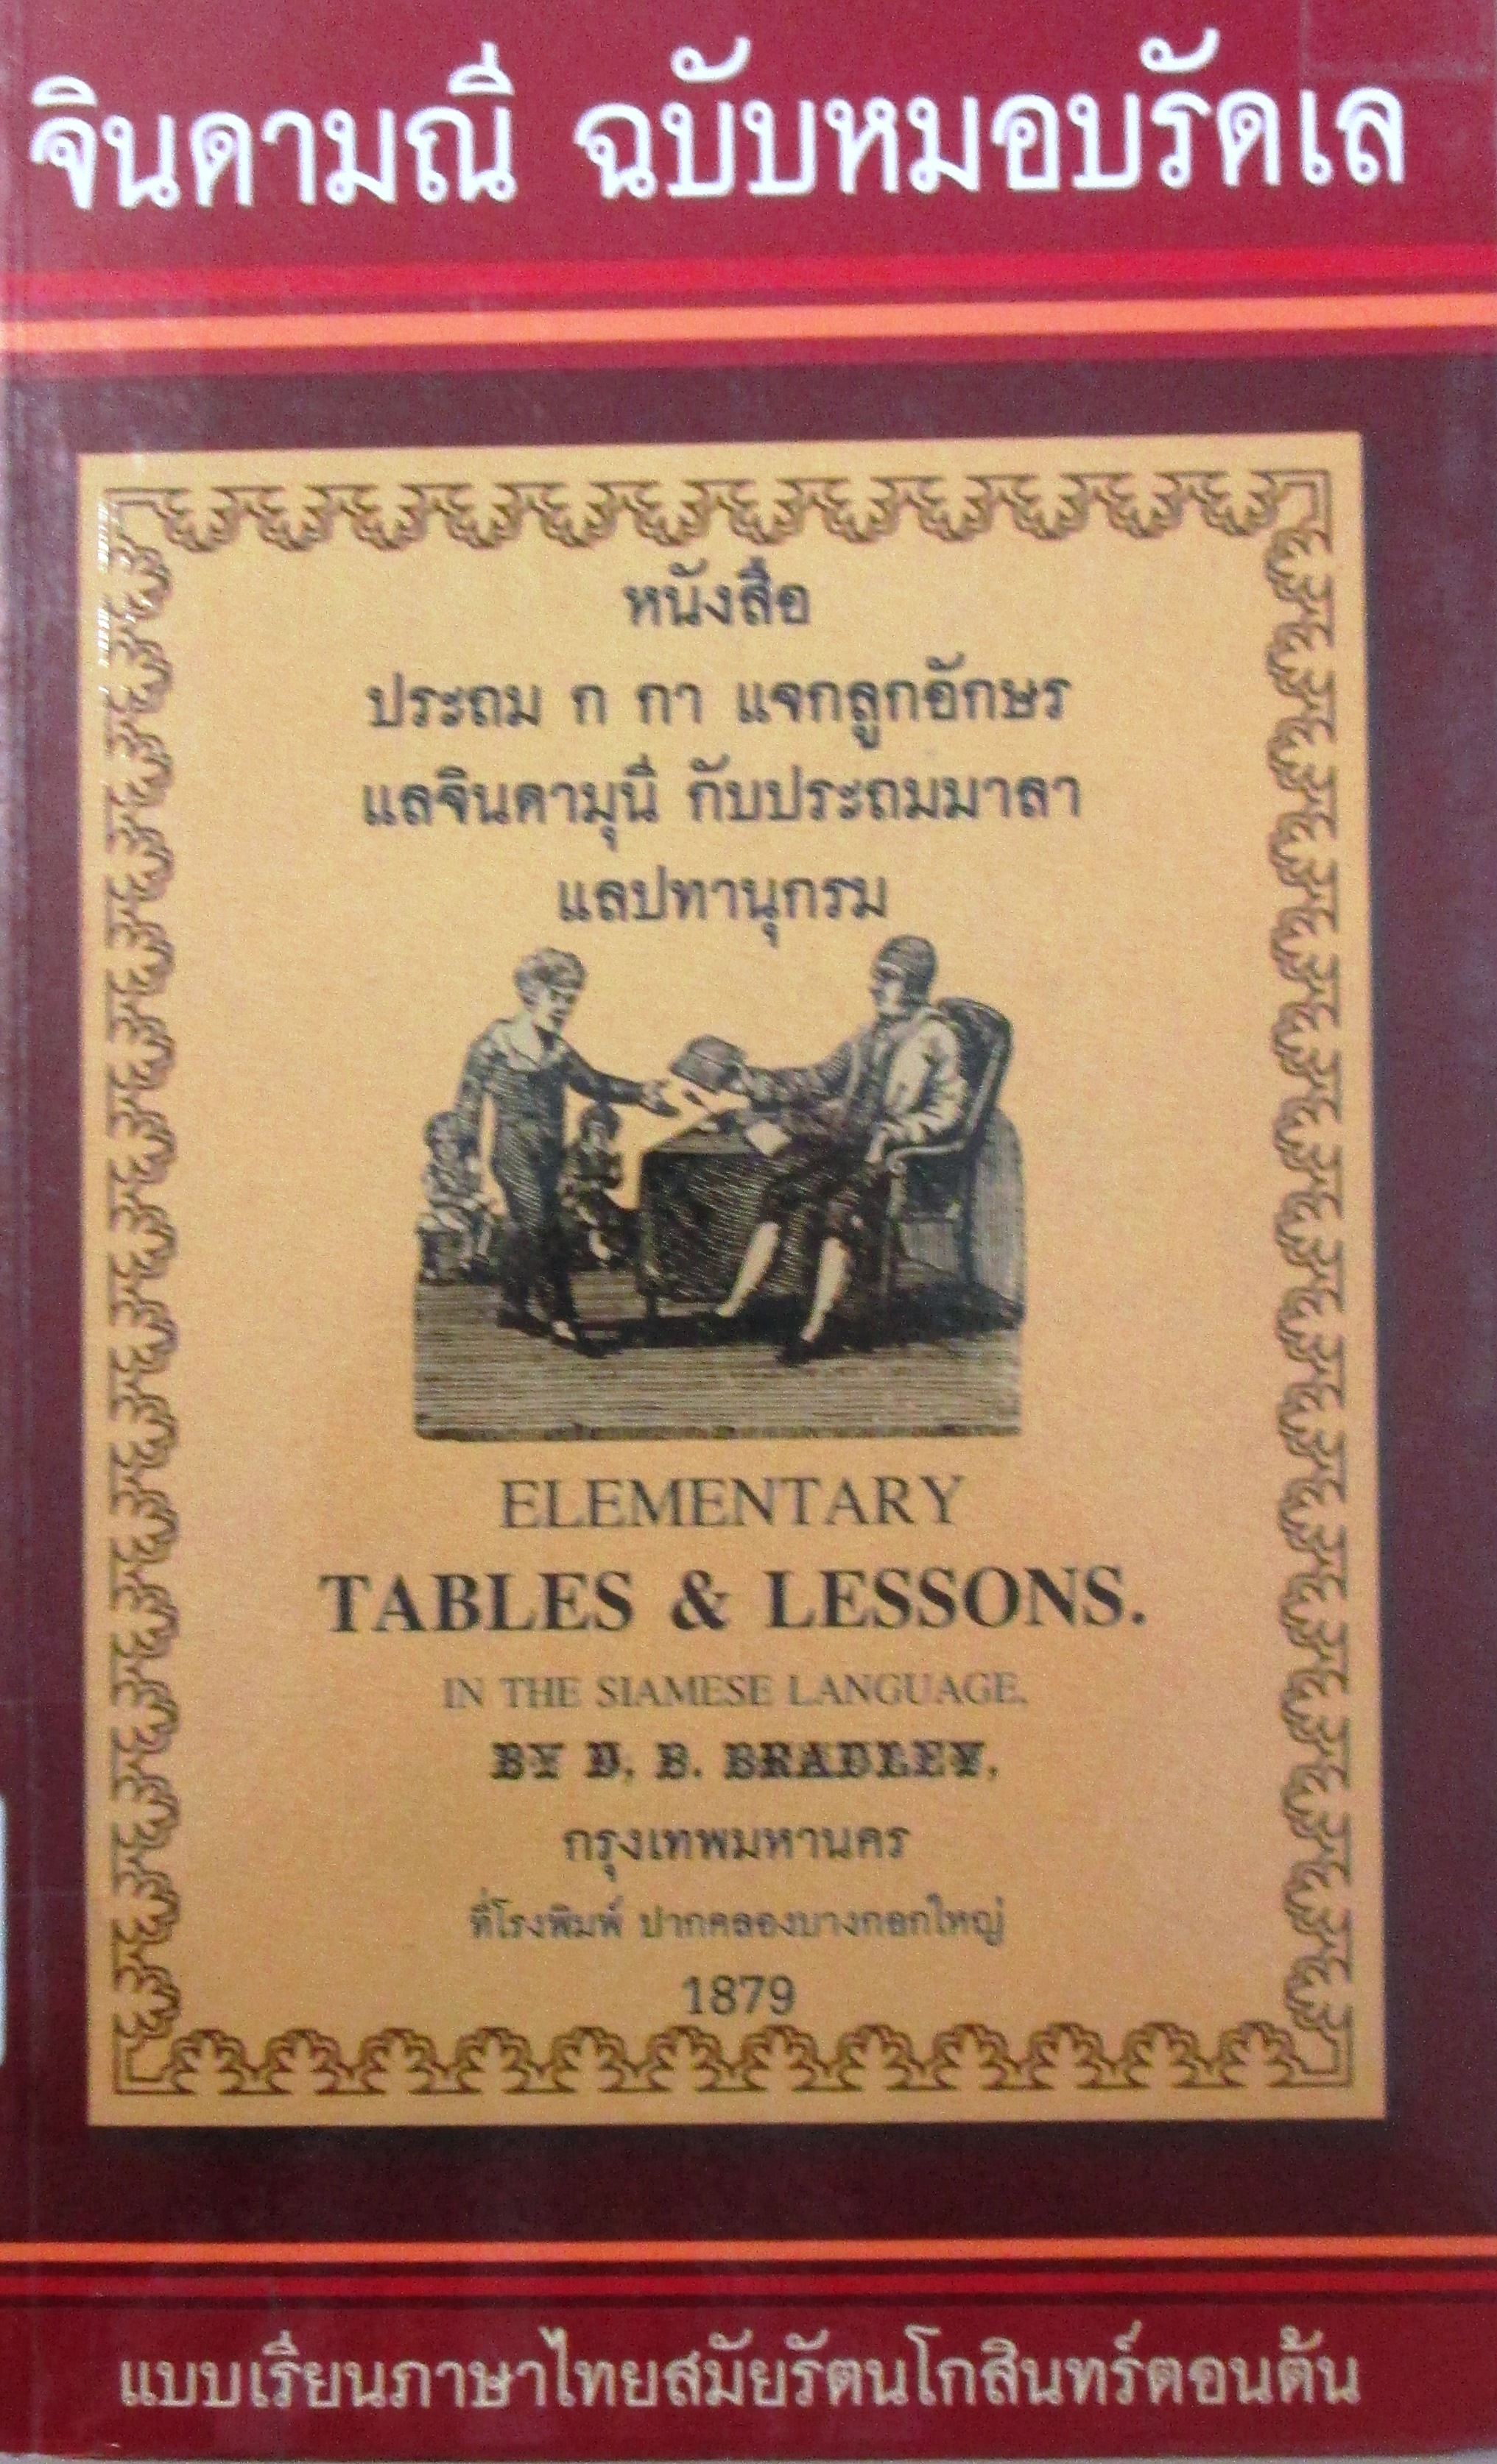 จินดามณี ฉบับหมอบรัดเล
หนังสือ
ประถม ก กา แจกลูกอักษร
แลจินดามุนี กับประถมมาลา
แลปทานุกรม
ELEMENTARY
TABLES & LESSONS.
IN THE SIAMESE LANGUAGE.
BY D. B. BRADLEY.
กรุงเทพมหานคร
ที่โรงพิมพ์ ปากคลองบางกอกใหญ่
1879
แบบเรียนภาษาไทยสมัยรัตนโกสินทร์ตอนต้น